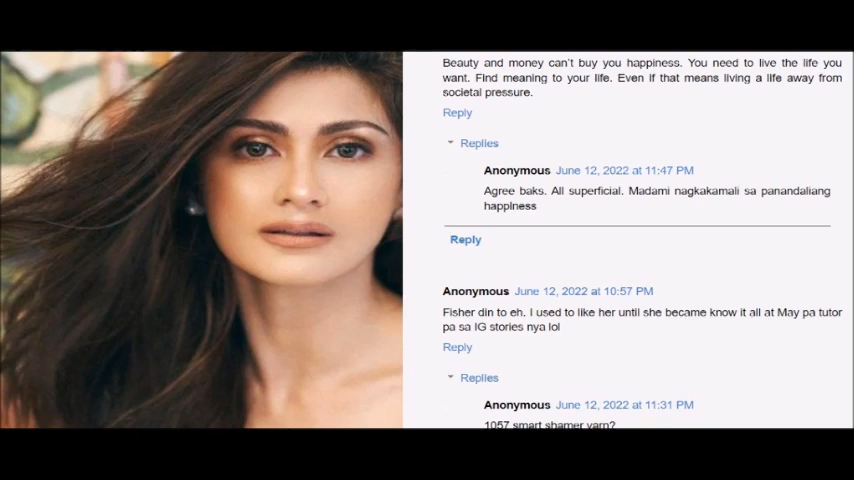 Beauty and money can't buy you happiness. You need to live the life you
want. Find meaning to your life. Even if that means living a life away from
societal pressure.
Reply
Replies
Anonymous June 12, 2022 at 11:47 PM
Agree baks. All superficial. Madami nagkakamali sa panandaliang
happiness
Reply
Anonymous June 12, 2022 at 10:57 PM
Fisher din to eh. I used to like her until she became know it all at May pa tutor
pa sa IG stories nya lol
Reply
Replies
Anonymous June 12, 2022 at 11:31 PM
1057 smart shamer yarn?